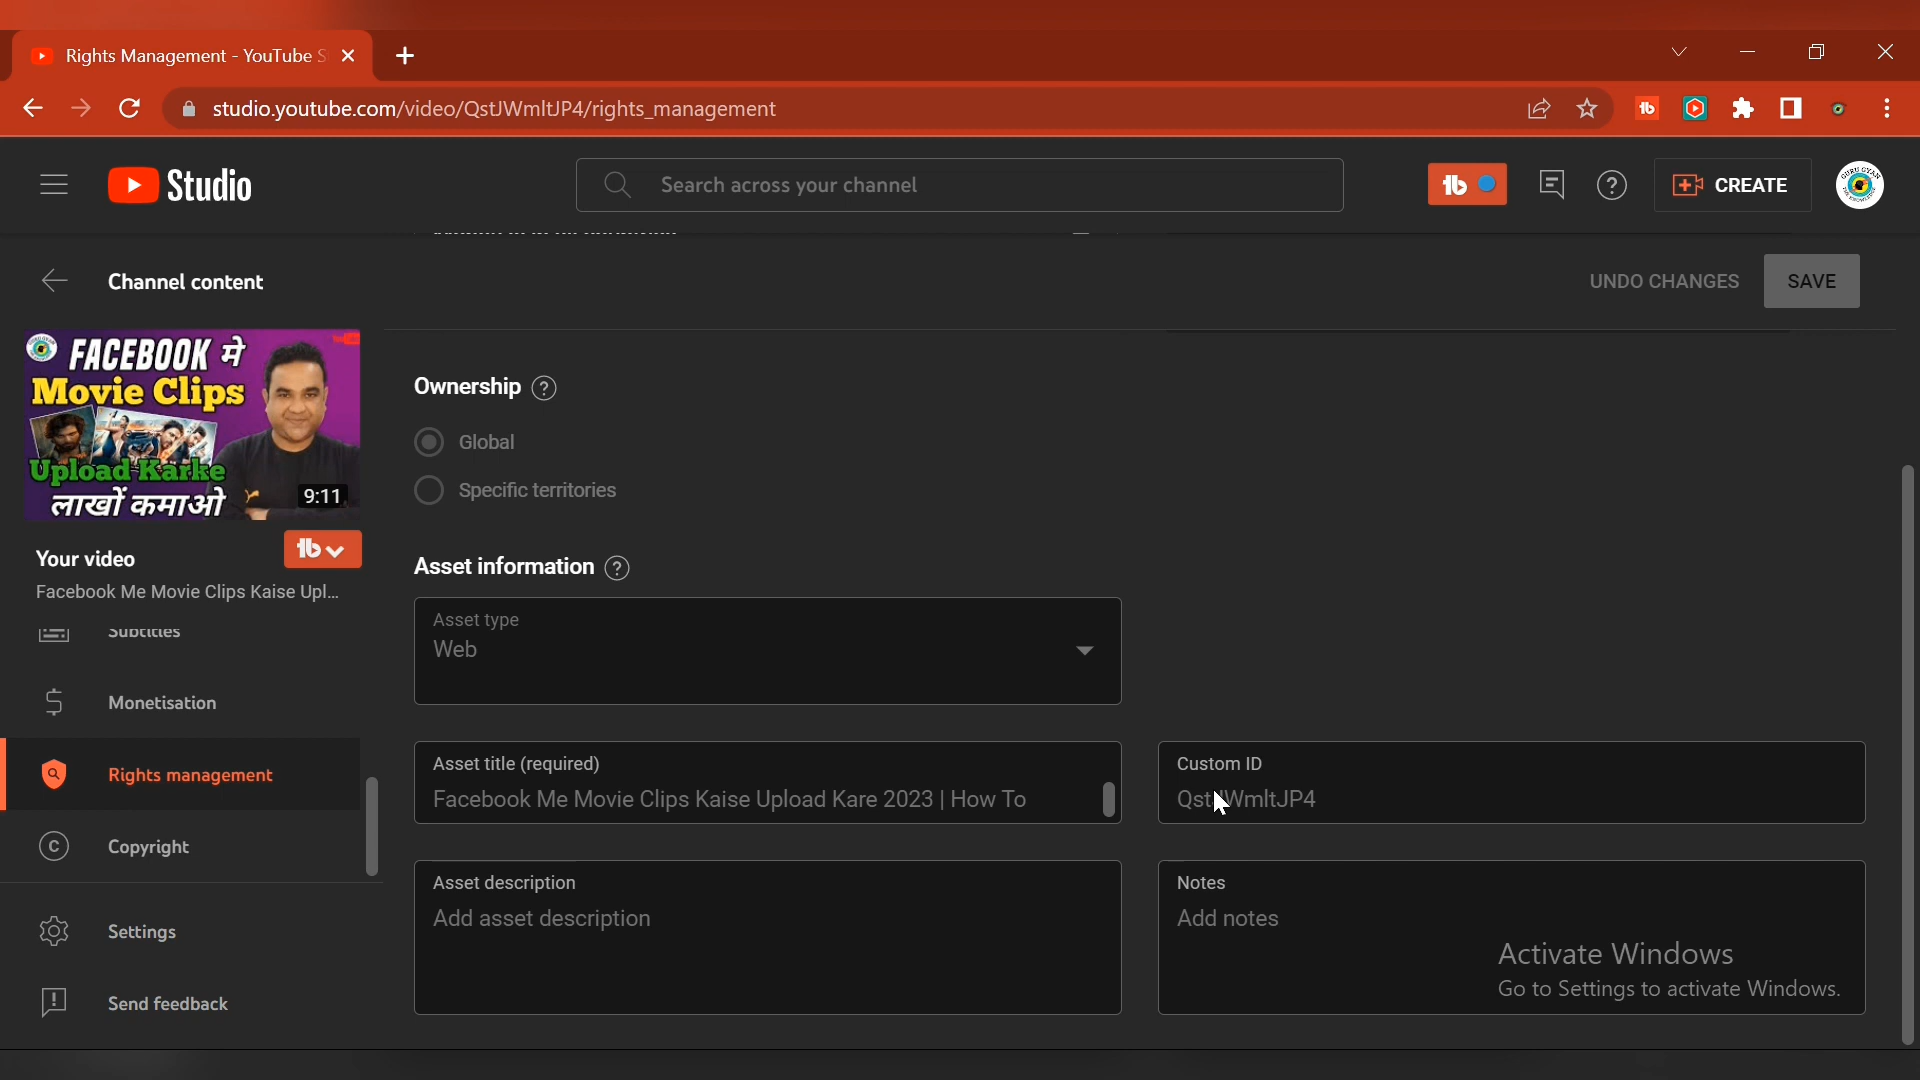 Rights Management - YouTube S
studio.youtube.com/video/QstJWmltJP4/rights_management
Studio
Search across your channel
CREATE
Channel content
UNDO CHANGES
SAVE
FACEBOOK मे
Movie Clips
Upload Karke
लाखों कमाओ
9:11
Your video
Facebook Me Movie Clips Kaise Upl...
Subtitles
Monetisation
Rights management
Copyright
Settings
Send feedback
Ownership
Global
Specific territories
Asset information
Asset type
Web
Asset title (required)
Facebook Me Movie Clips Kaise Upload Kare 2023 | How To
Custom ID
QstJWmltJP4
Asset description
Add asset description
Notes
Add notes
Activate Windows
Go to Settings to activate Windows.